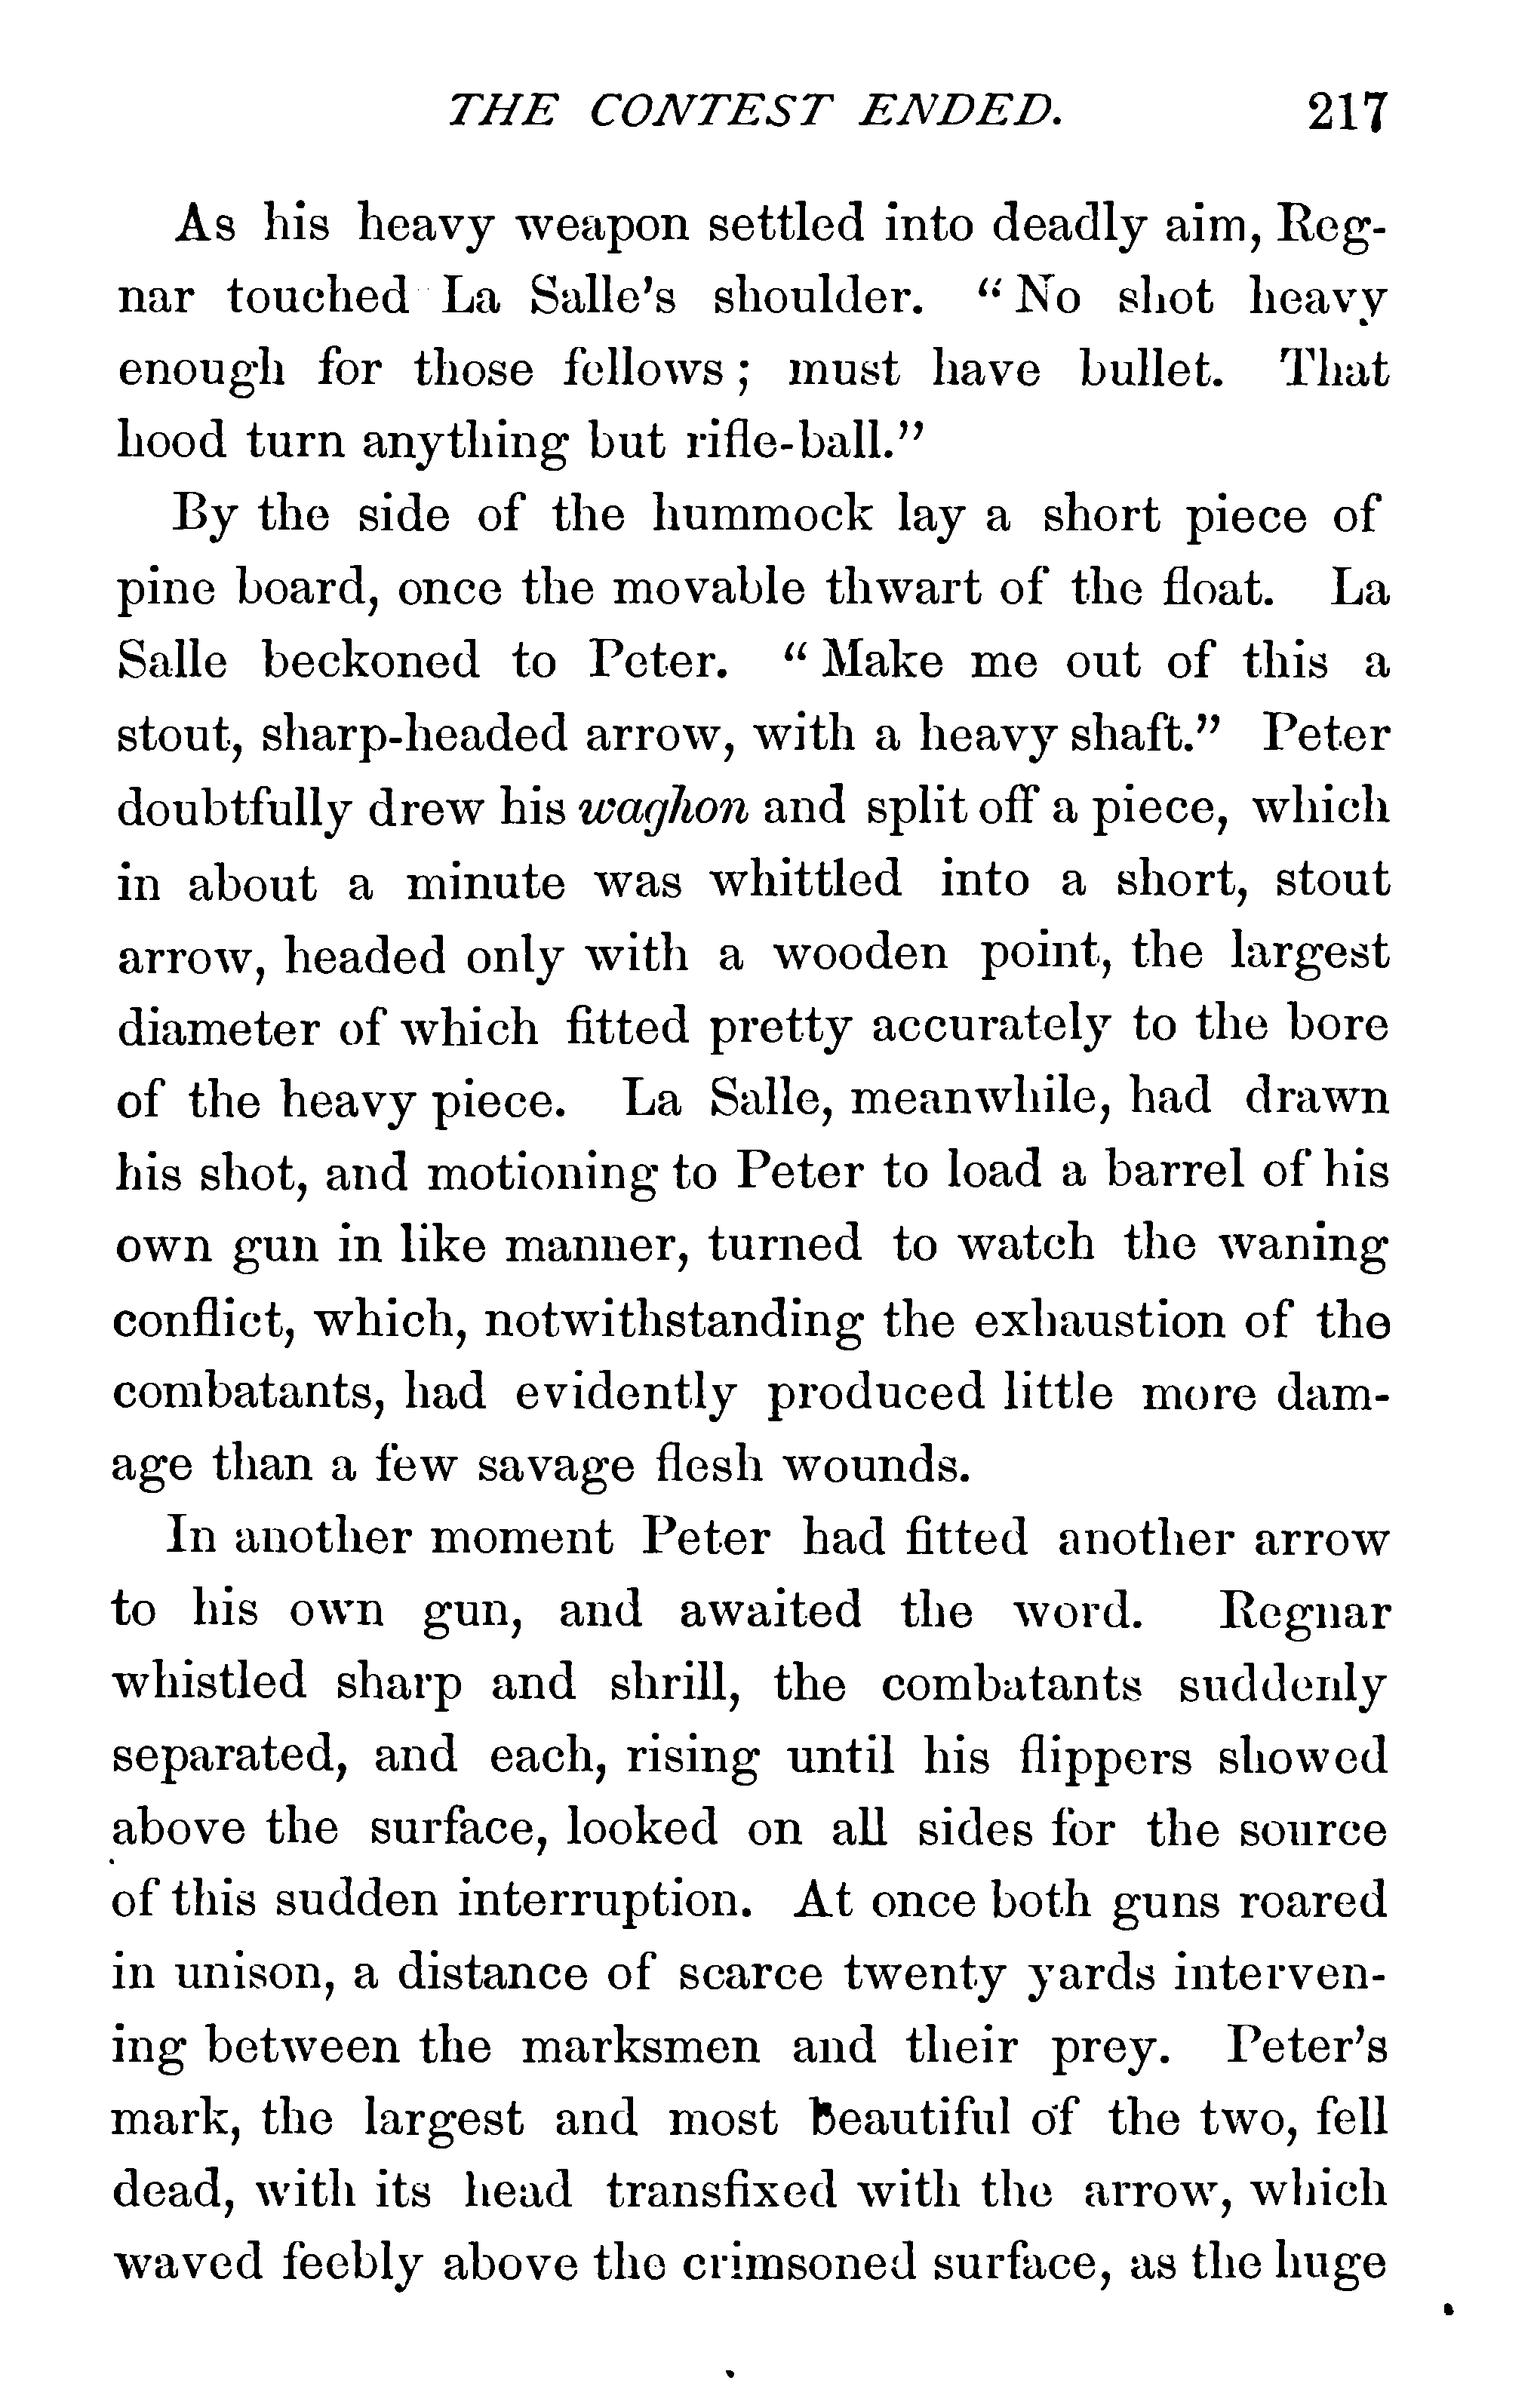 THE CONTEST ENDED. 217
As his heavy weapon settled into deadly aim, Reg-
nar touched La Salle's shoulder. "No shot heavy
enough for those fellows; must have bullet. That
hood turn anything but rifle-ball."
By the side of the hummock lay a short piece of
pine board, once the movable thwart of the float. La
Salle beckoned to Peter. "Make me out of this a
stout, sharp-headed arrow, with a heavy shaft." Peter
doubtfully drew his waghon and split off a piece, which
in about a minute was whittled into a short, stout
arrow, headed only with a wooden point, the largest
diameter of which fitted pretty accurately to the bore
of the heavy piece. La Salle, meanwhile, had drawn
his shot, and motioning to Peter to load a barrel of his
own gun in like manner, turned to watch the waning
conflict, which, notwithstanding the exhaustion of the
combatants, had evidently produced little more dam-
age than a few savage flesh wounds.
In another moment Peter had fitted another arrow
to his own gun, and awaited the word. Regnar
whistled sharp and shrill, the combatants suddenly
separated, and each, rising until his flippers showed
above the surface, looked on all sides for the source
of this sudden interruption. At once both guns roared
in unison, a distance of scarce twenty yards interven-
ing between the marksmen and their prey. Peter's
mark, the largest and most beautiful of the two, fell
dead, with its head transfixed with the arrow, which
waved feebly above the crimsoned surface, as the huge